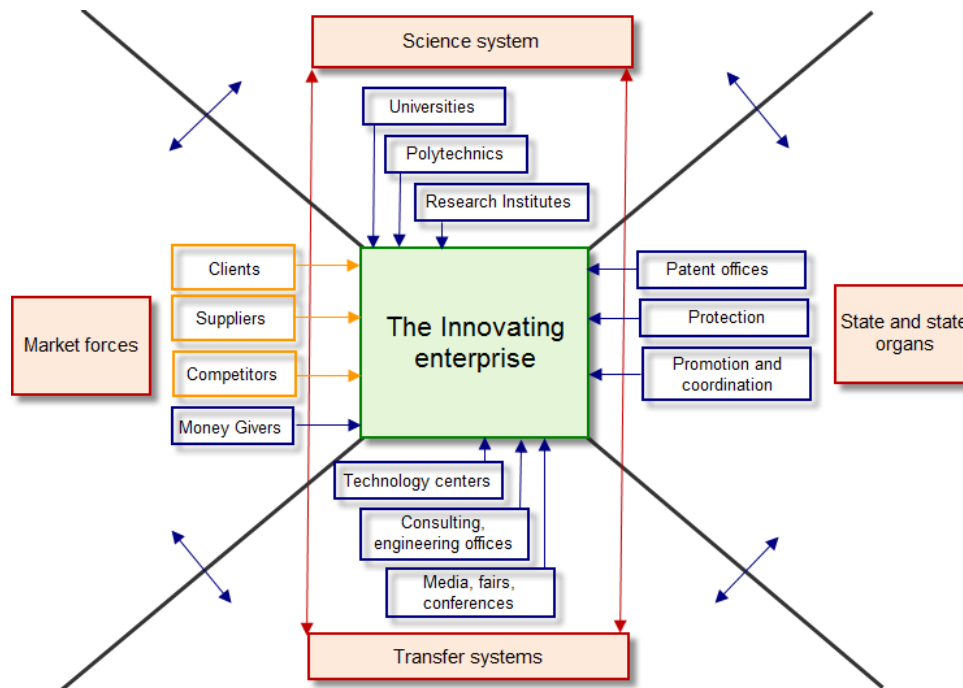 Science system
Universities
Polytechnics
Research Institutes
Clients
Suppliers
Competitors
Money Givers
Market forces
The Innovating
enterprise
Patent offices
Protection
Promotion and
coordination
State and state
organs
Technology centers
Consulting,
engineering offices
Media, fairs,
conferences
Transfer systems